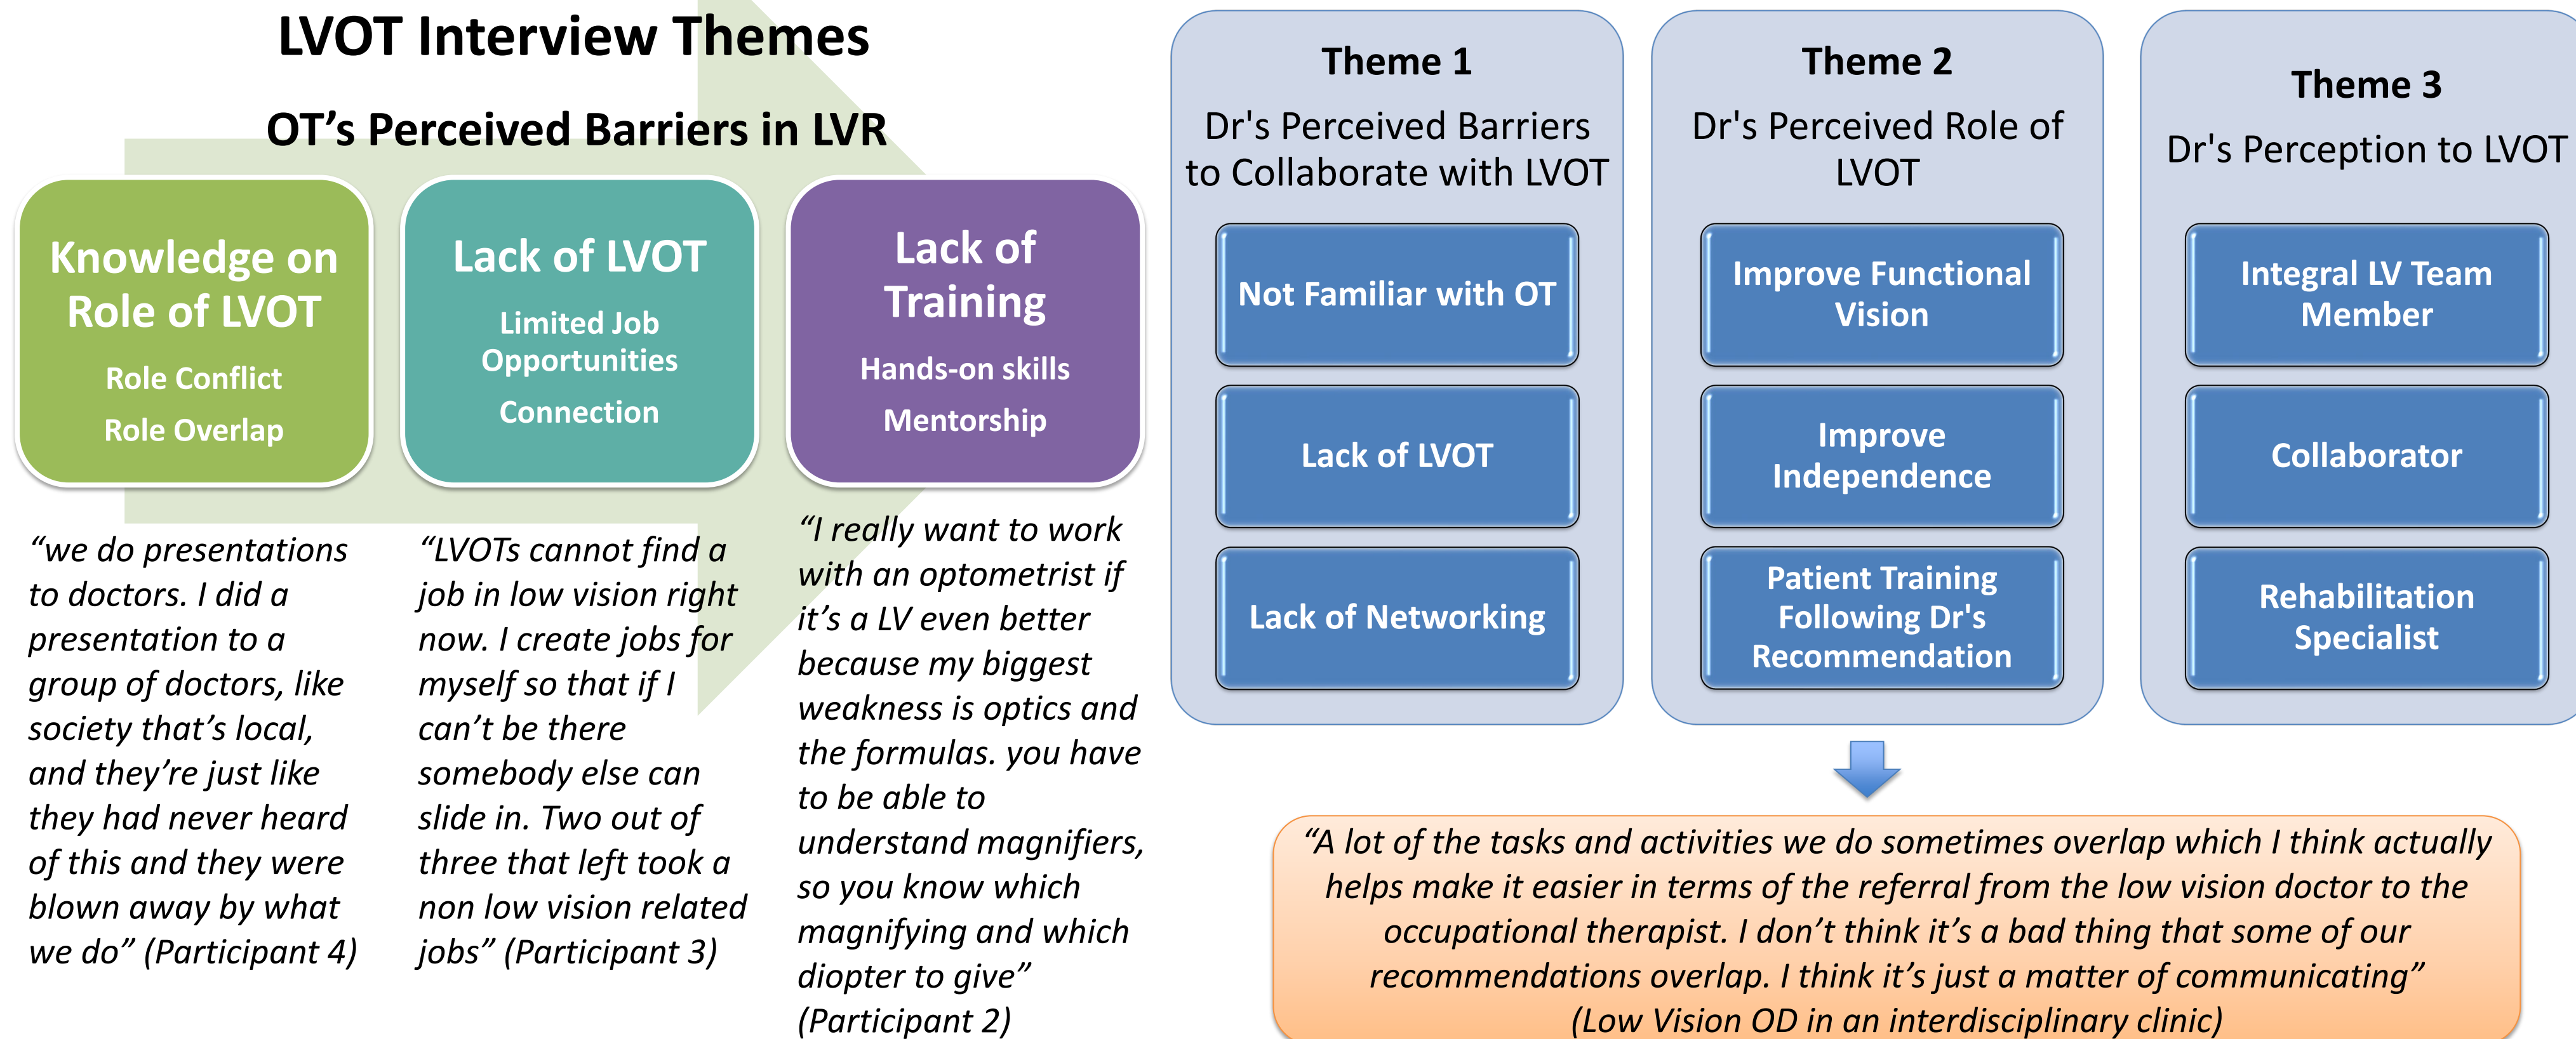 LVOT Interview Themes
OT’s Perceived Barriers in LVR
Knowledge on
Role of LVOT
Role Conflict
Role Overlap
Lack of LVOT
Limited Job
Opportunities
Connection
Lack of
Training
Hands-on skills
Mentorship
“we do presentations
to doctors. I did a
presentation to a
group of doctors, like
society that’s local,
and they’re just like
they had never heard
of this and they were
blown away by what
we do” (Participant 4)
“LVOTs cannot find a
job in low vision right
now. I create jobs for
myself so that if I
can’t be there
somebody else can
slide in. Two out of
three that left took a
non low vision related
jobs” (Participant 3)
“I really want to work
with an optometrist if
it’s a LV even better
because my biggest
weakness is optics and
the formulas. you have
to be able to
understand magnifiers,
so you know which
magnifying and which
diopter to give”
(Participant 2)
Theme 1
Dr's Perceived Barriers
to Collaborate with LVOT
Not Familiar with OT
Lack of LVOT
Lack of Networking
Theme 2
Dr's Perceived Role of
LVOT
Improve Functional
Vision
Improve
Independence
Patient Training
Following Dr's
Recommendation
Theme 3
Dr's Perception to LVOT
Integral LV Team
Member
Collaborator
Rehabilitation
Specialist
“A lot of the tasks and activities we do sometimes overlap which I think actually
helps make it easier in terms of the referral from the low vision doctor to the
occupational therapist. I don’t think it’s a bad thing that some of our
recommendations overlap. I think it’s just a matter of communicating”
(Low Vision OD in an interdisciplinary clinic)